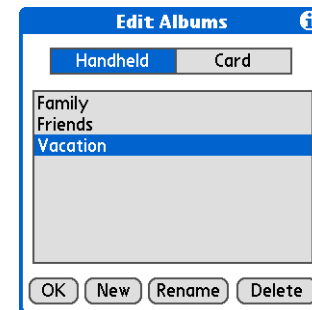 Edit Albums i
Handheld Card
Family
Friends
Vacation
OK New Rename Delete